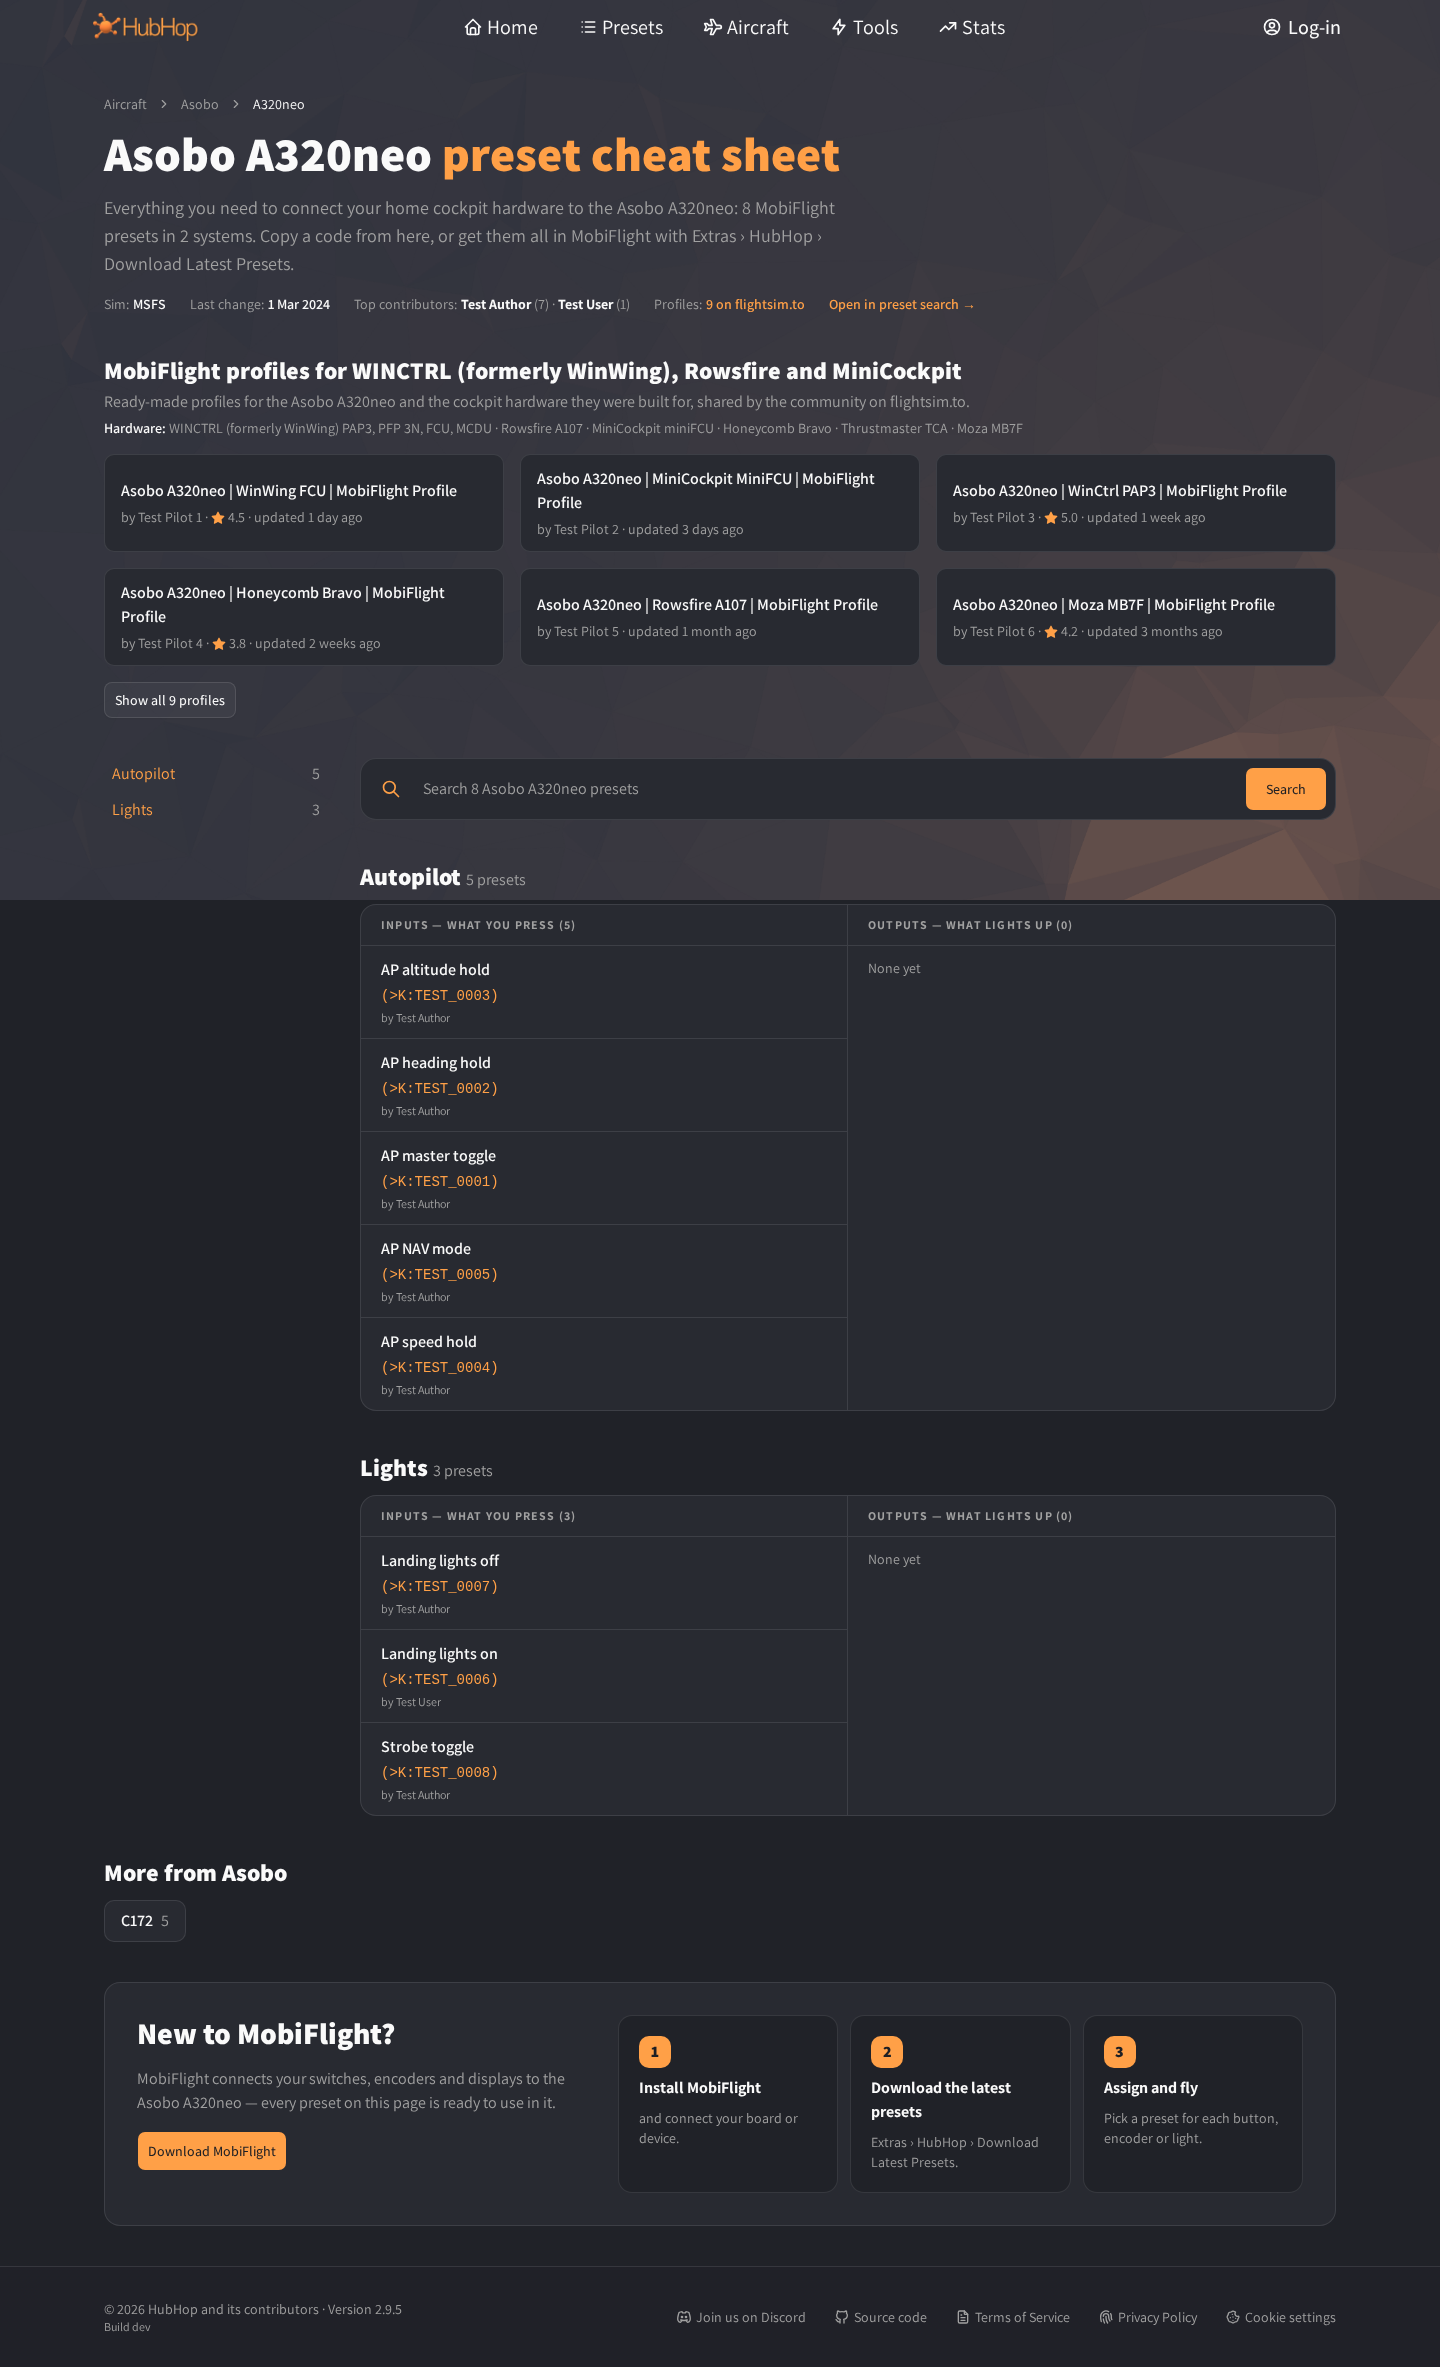 HubHop
Home
Presets
Aircraft
Tools
Stats
Log-in
Aircraft
Asobo
A320neo
Asobo A320neo preset cheat sheet
Everything you need to connect your home cockpit hardware to the Asobo A320neo: 8 MobiFlight
presets in 2 systems. Copy a code from here, or get them all in MobiFlight with Extras › HubHop ›
Download Latest Presets.
Sim: MSFS
Last change: 1 Mar 2024
Top contributors: Test Author (7) · Test User (1)
Profiles: 9 on flightsim.to
Open in preset search →
MobiFlight profiles for WINCTRL (formerly WinWing), Rowsfire and MiniCockpit
Ready-made profiles for the Asobo A320neo and the cockpit hardware they were built for, shared by the community on flightsim.to.
Hardware: WINCTRL (formerly WinWing) PAP3, PFP 3N, FCU, MCDU · Rowsfire A107 · MiniCockpit miniFCU · Honeycomb Bravo · Thrustmaster TCA · Moza MB7F
Asobo A320neo | WinWing FCU | MobiFlight Profile
by Test Pilot 1 · ★ 4.5 · updated 1 day ago
Asobo A320neo | MiniCockpit MiniFCU | MobiFlight
Profile
by Test Pilot 2 · updated 3 days ago
Asobo A320neo | WinCtrl PAP3 | MobiFlight Profile
by Test Pilot 3 · ★ 5.0 · updated 1 week ago
Asobo A320neo | Honeycomb Bravo | MobiFlight
Profile
by Test Pilot 4 · ★ 3.8 · updated 2 weeks ago
Asobo A320neo | Rowsfire A107 | MobiFlight Profile
by Test Pilot 5 · updated 1 month ago
Asobo A320neo | Moza MB7F | MobiFlight Profile
by Test Pilot 6 · ★ 4.2 · updated 3 months ago
Show all 9 profiles
Autopilot 5
Lights 3
Search 8 Asobo A320neo presets
Search
Autopilot 5 presets
INPUTS — WHAT YOU PRESS (5)
OUTPUTS — WHAT LIGHTS UP (0)
AP altitude hold
(>K:TEST_0003)
by Test Author
None yet
AP heading hold
(>K:TEST_0002)
by Test Author
AP master toggle
(>K:TEST_0001)
by Test Author
AP NAV mode
(>K:TEST_0005)
by Test Author
AP speed hold
(>K:TEST_0004)
by Test Author
Lights 3 presets
INPUTS — WHAT YOU PRESS (3)
OUTPUTS — WHAT LIGHTS UP (0)
Landing lights off
(>K:TEST_0007)
by Test Author
None yet
Landing lights on
(>K:TEST_0006)
by Test User
Strobe toggle
(>K:TEST_0008)
by Test Author
More from Asobo
C172 5
New to MobiFlight?
MobiFlight connects your switches, encoders and displays to the
Asobo A320neo — every preset on this page is ready to use in it.
Download MobiFlight
1
Install MobiFlight
and connect your board or
device.
2
Download the latest
presets
Extras › HubHop › Download
Latest Presets.
3
Assign and fly
Pick a preset for each button,
encoder or light.
© 2026 HubHop and its contributors · Version 2.9.5
Build dev
Join us on Discord
Source code
Terms of Service
Privacy Policy
Cookie settings